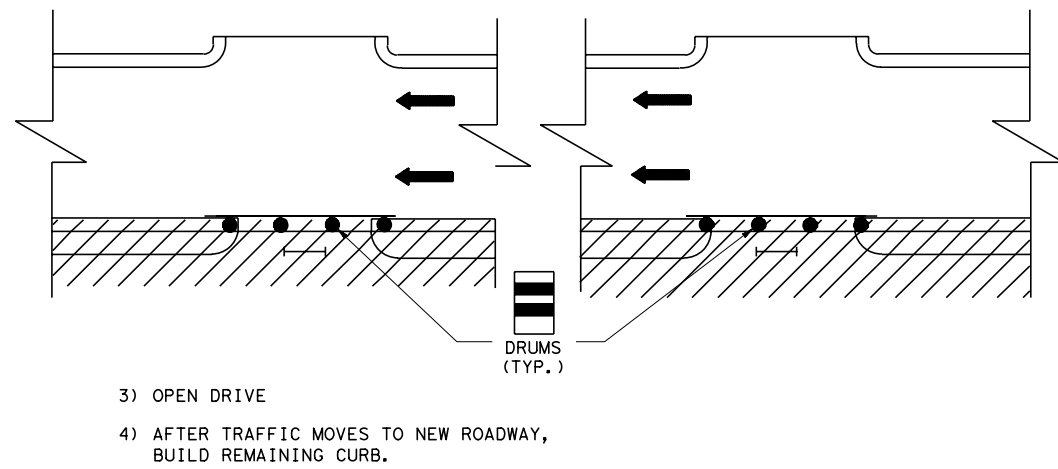 DRUMS
(TYP.)
3) OPEN DRIVE
4) AFTER TRAFFIC MOVES TO NEW ROADWAY,
BUILD REMAINING CURB.